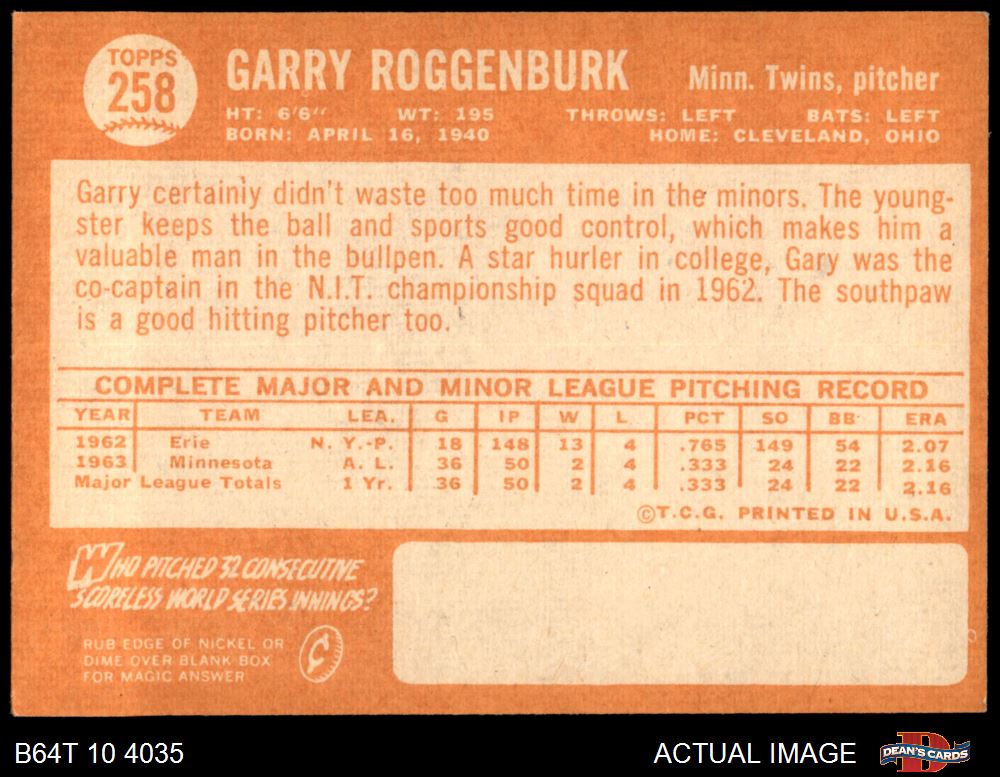 TOPPS
258
GARRY ROGGENBURK
Minn. Twins, pitcher
HT: 6'6" WT: 195 THROWS: LEFT BATS: LEFT
BORN: APRIL 16, 1940 HOME: CLEVELAND, OHIO
Garry certainly didn't waste too much time in the minors. The young-
ster keeps the ball and sports good control, which makes him a
valuable man in the bullpen. A star hurler in college, Gary was the
co-captain in the N.I.T. championship squad in 1962. The southpaw
is a good hitting pitcher too.
COMPLETE MAJOR AND MINOR LEAGUE PITCHING RECORD
YEAR TEAM LEA. G IP W L PCT SO BB ERA
1962 Erie N. Y.-P. 18 148 13 4 .765 149 54 2.07
1963 Minnesota A. L. 36 50 2 4 .333 24 22 2.16
Major League Totals 1 Yr. 36 50 2 4 .333 24 22 2.16
©T.C.G. PRINTED IN U.S.A.
WHO PITCHED 32 CONSECUTIVE
SCORELESS WORLD SERIES INNINGS?
RUB EDGE OF NICKEL OR
DIME OVER BLANK BOX
FOR MAGIC ANSWER
¢
B64T 10 4035
ACTUAL IMAGE
D
DEAN'S CARDS